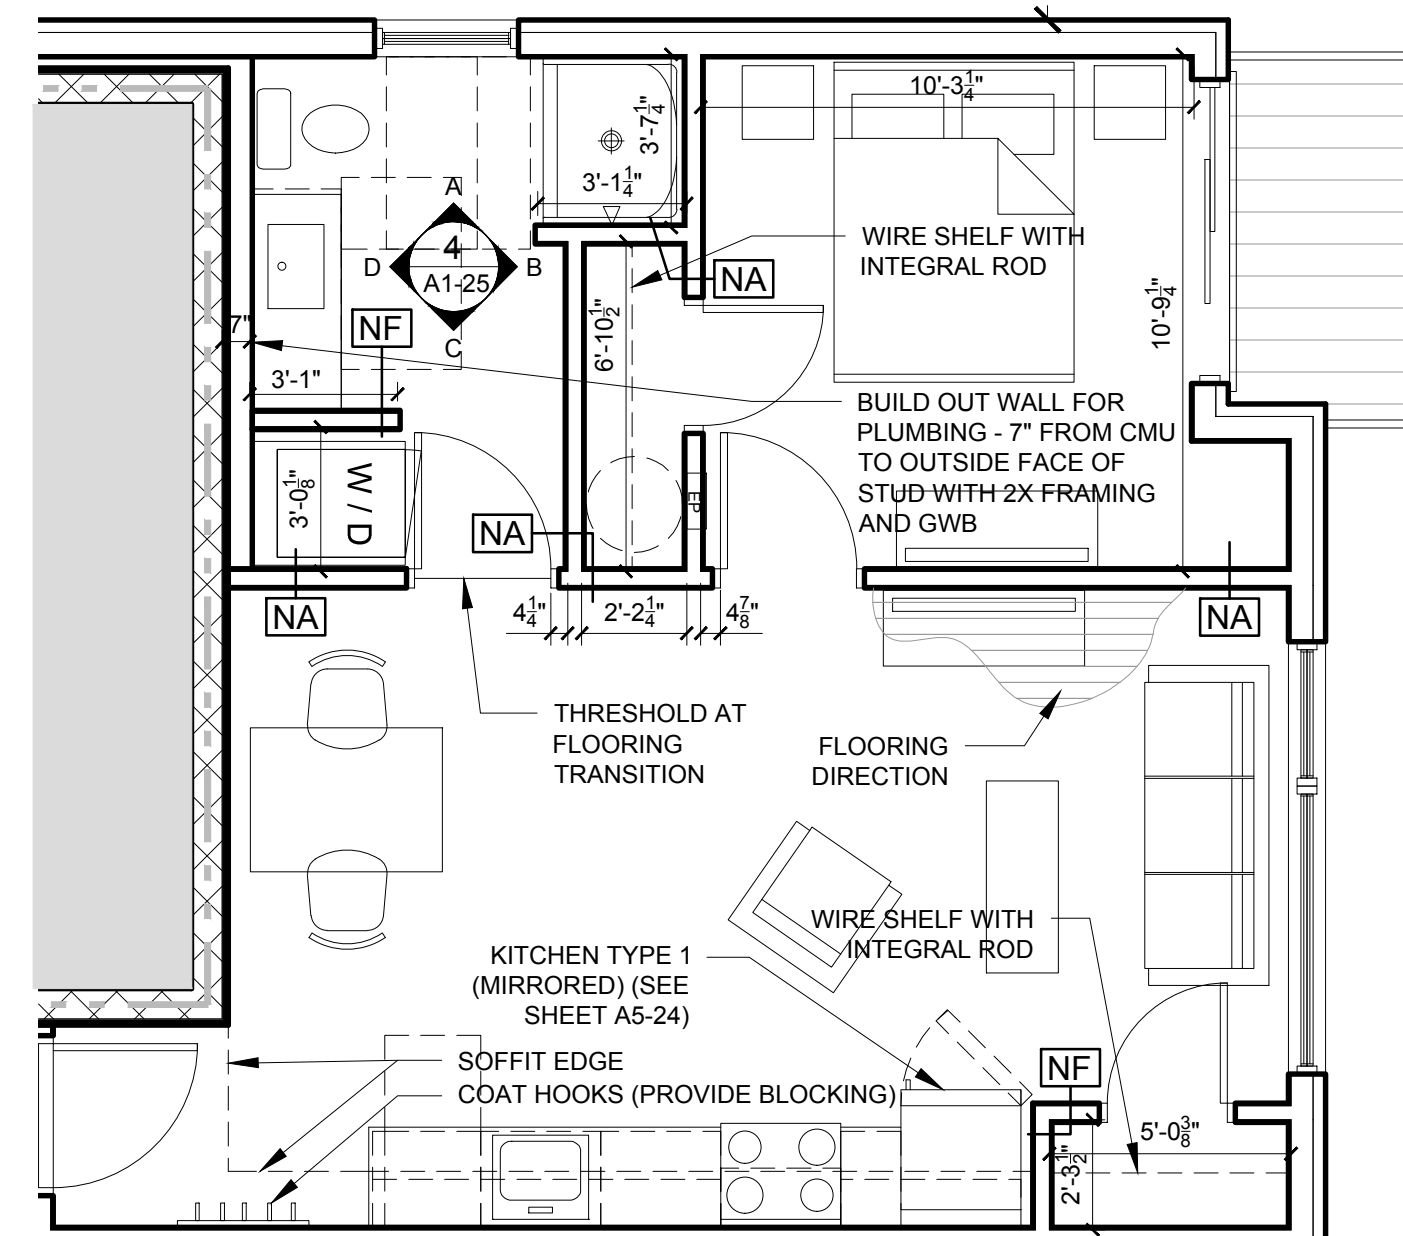 10'-3 1/4"
3'-7 1/4"
3'-1 1/4"
A
4
D
B
A1-25
C
WIRE SHELF WITH
INTEGRAL ROD
NA
7"
NF
6'-10 1/2"
10'-9 1/4"
3'-1"
BUILD OUT WALL FOR
PLUMBING - 7" FROM CMU
TO OUTSIDE FACE OF
STUD WITH 2X FRAMING
AND GWB
3'-0 1/8"
W / D
EP
NA
NA
4 1/4"
2'-2 1/4"
4 7/8"
NA
THRESHOLD AT
FLOORING
TRANSITION
FLOORING
DIRECTION
WIRE SHELF WITH
INTEGRAL ROD
KITCHEN TYPE 1
(MIRRORED) (SEE
SHEET A5-24)
SOFFIT EDGE
COAT HOOKS (PROVIDE BLOCKING)
NF
5'-0 3/8"
2'-3 1/2"